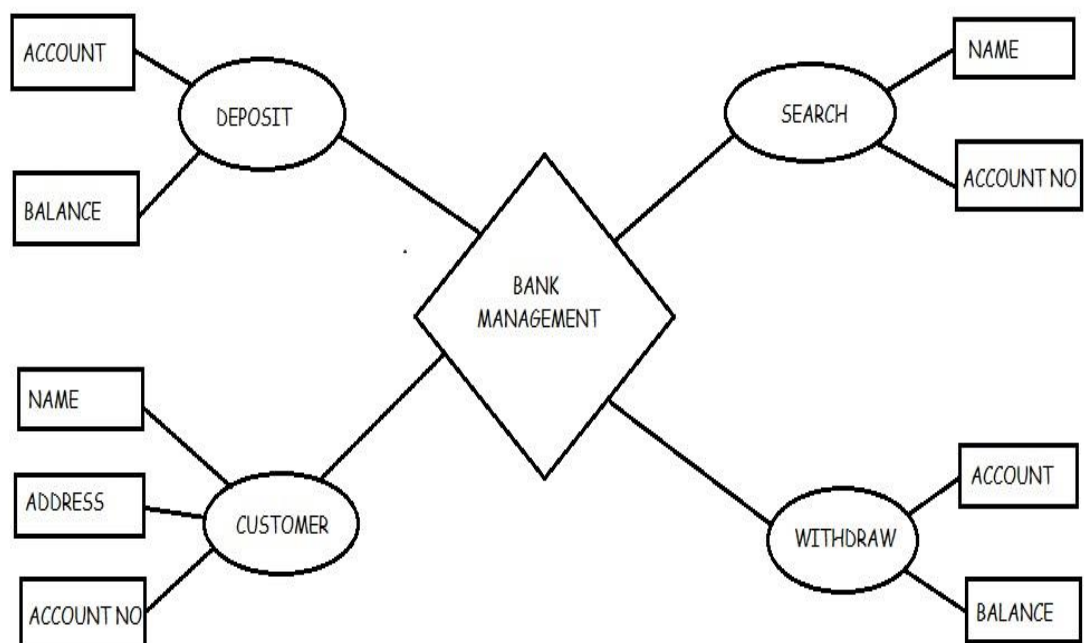 ACCOUNT
DEPOSIT
BALANCE
NAME
SEARCH
ACCOUNT NO
BANK
MANAGEMENT
NAME
ADDRESS
CUSTOMER
ACCOUNT NO
ACCOUNT
WITHDRAW
BALANCE